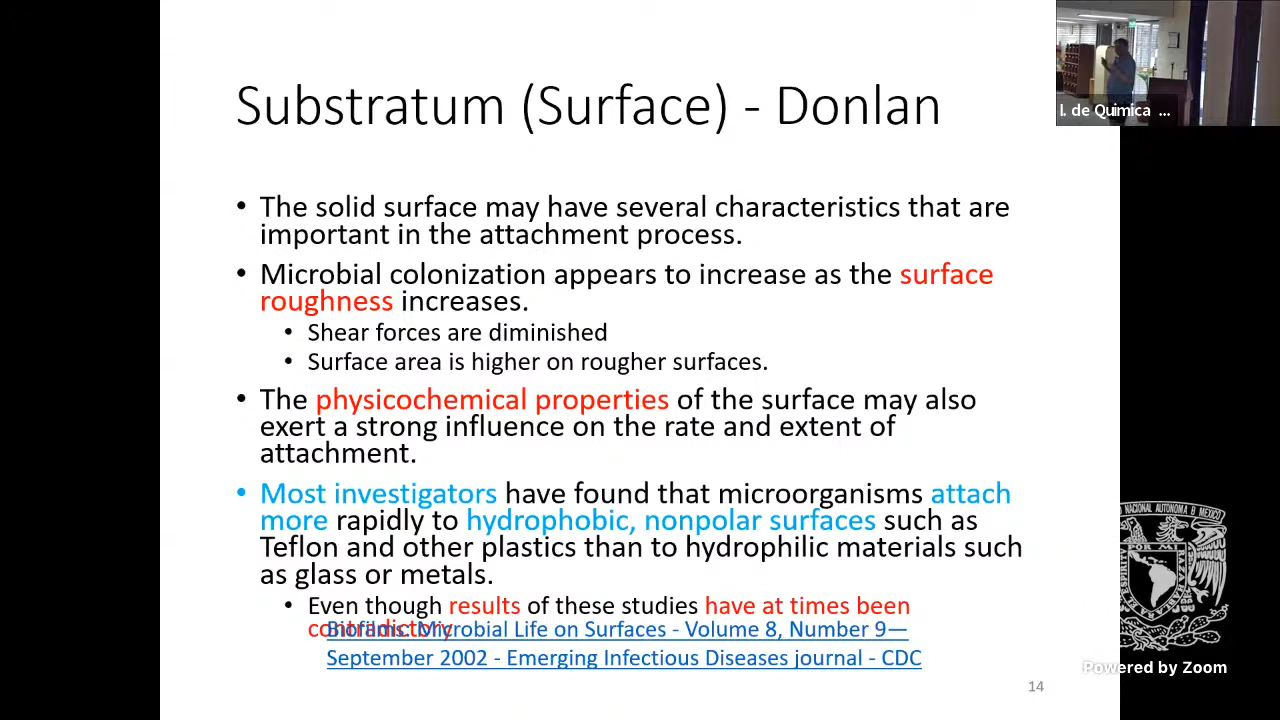 Substratum (Surface) - Donlan
I. de Quimica ...
• The solid surface may have several characteristics that are
important in the attachment process.
• Microbial colonization appears to increase as the surface
roughness increases.
• Shear forces are diminished
• Surface area is higher on rougher surfaces.
• The physicochemical properties of the surface may also
exert a strong influence on the rate and extent of
attachment.
• Most investigators have found that microorganisms attach
more rapidly to hydrophobic, nonpolar surfaces such as
Teflon and other plastics than to hydrophilic materials such
as glass or metals.
• Even though results of these studies have at times been
contradictory
Biofilms: Microbial Life on Surfaces - Volume 8, Number 9—
September 2002 - Emerging Infectious Diseases journal - CDC
14
NACIONAL AVTONOMA
POR MI
Powered by Zoom